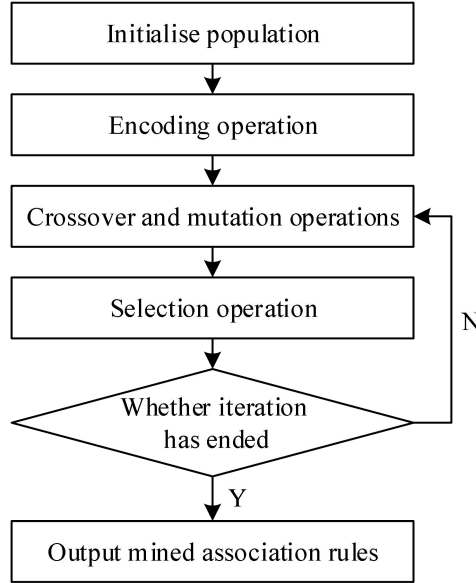 Initialise population
Encoding operation
Crossover and mutation operations
Selection operation
Whether iteration
has ended
N
Y
Output mined association rules